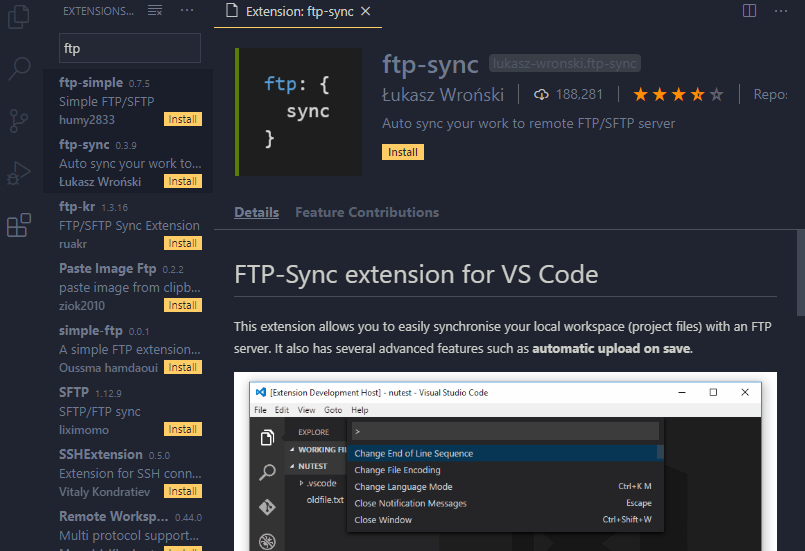 EXTENSIONS...
ftp
ftp-simple 0.7.5
Simple FTP/SFTP
humy2833 Install
ftp-sync 0.3.9
Auto sync your work to...
Łukasz Wroński Install
ftp-kr 1.3.16
FTP/SFTP Sync Extension
ruakr Install
Paste Image Ftp 0.2.2
paste image from clipb...
ziok2010 Install
simple-ftp 0.0.1
A simple FTP extension...
Oussma hamdaoui Install
SFTP 1.12.9
SFTP/FTP sync
liximomo Install
SSHExtension 0.5.0
Extension for SSH conn...
Vitaly Kondratiev Install
Remote Worksp... 0.44.0
Multi protocol support...
Extension: ftp-sync
ftp: {
sync
}
ftp-sync lukasz-wronski.ftp-sync
Łukasz Wroński 188,281 Repo:
Auto sync your work to remote FTP/SFTP server
Install
Details Feature Contributions
FTP-Sync extension for VS Code
This extension allows you to easily synchronise your local workspace (project files) with an FTP
server. It also has several advanced features such as automatic upload on save.
[Extension Development Host] - nutest - Visual Studio Code
File Edit View Goto Help
EXPLORE
WORKING FI
NUTEST
.vscode
oldfile.txt
>
Change End of Line Sequence
Change File Encoding
Change Language Mode Ctrl+K M
Close Notification Messages Escape
Close Window Ctrl+Shift+W